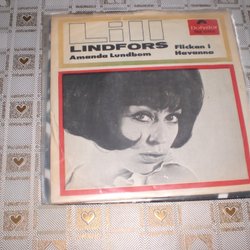 Lill
Polydor
LINDFORS
Amanda Lundbom
Flickan i
Havanna